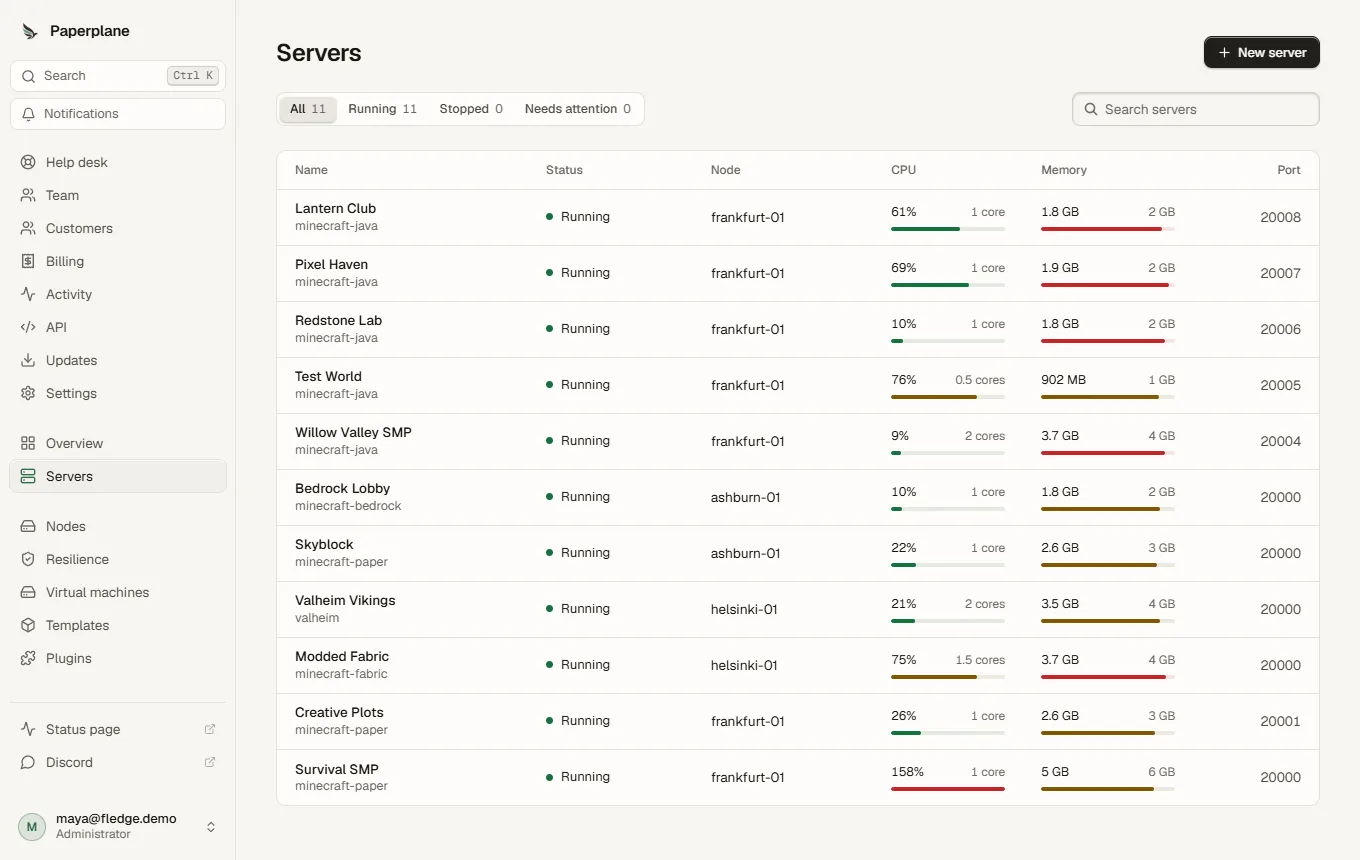 Paperplane
Search Ctrl K
Notifications
Help desk
Team
Customers
Billing
Activity
API
Updates
Settings
Overview
Servers
Nodes
Resilience
Virtual machines
Templates
Plugins
Status page
Discord
M
maya@fledge.demo
Administrator
Servers
New server
All 11 Running 11 Stopped 0 Needs attention 0
Search servers
Name Status Node CPU Memory Port
Lantern Club
minecraft-java
Running frankfurt-01 61% 1 core 1.8 GB 2 GB 20008
Pixel Haven
minecraft-java
Running frankfurt-01 69% 1 core 1.9 GB 2 GB 20007
Redstone Lab
minecraft-java
Running frankfurt-01 10% 1 core 1.8 GB 2 GB 20006
Test World
minecraft-java
Running frankfurt-01 76% 0.5 cores 902 MB 1 GB 20005
Willow Valley SMP
minecraft-java
Running frankfurt-01 9% 2 cores 3.7 GB 4 GB 20004
Bedrock Lobby
minecraft-bedrock
Running ashburn-01 10% 1 core 1.8 GB 2 GB 20000
Skyblock
minecraft-paper
Running ashburn-01 22% 1 core 2.6 GB 3 GB 20000
Valheim Vikings
valheim
Running helsinki-01 21% 2 cores 3.5 GB 4 GB 20000
Modded Fabric
minecraft-fabric
Running helsinki-01 75% 1.5 cores 3.7 GB 4 GB 20000
Creative Plots
minecraft-paper
Running frankfurt-01 26% 1 core 2.6 GB 3 GB 20001
Survival SMP
minecraft-paper
Running frankfurt-01 158% 1 core 5 GB 6 GB 20000